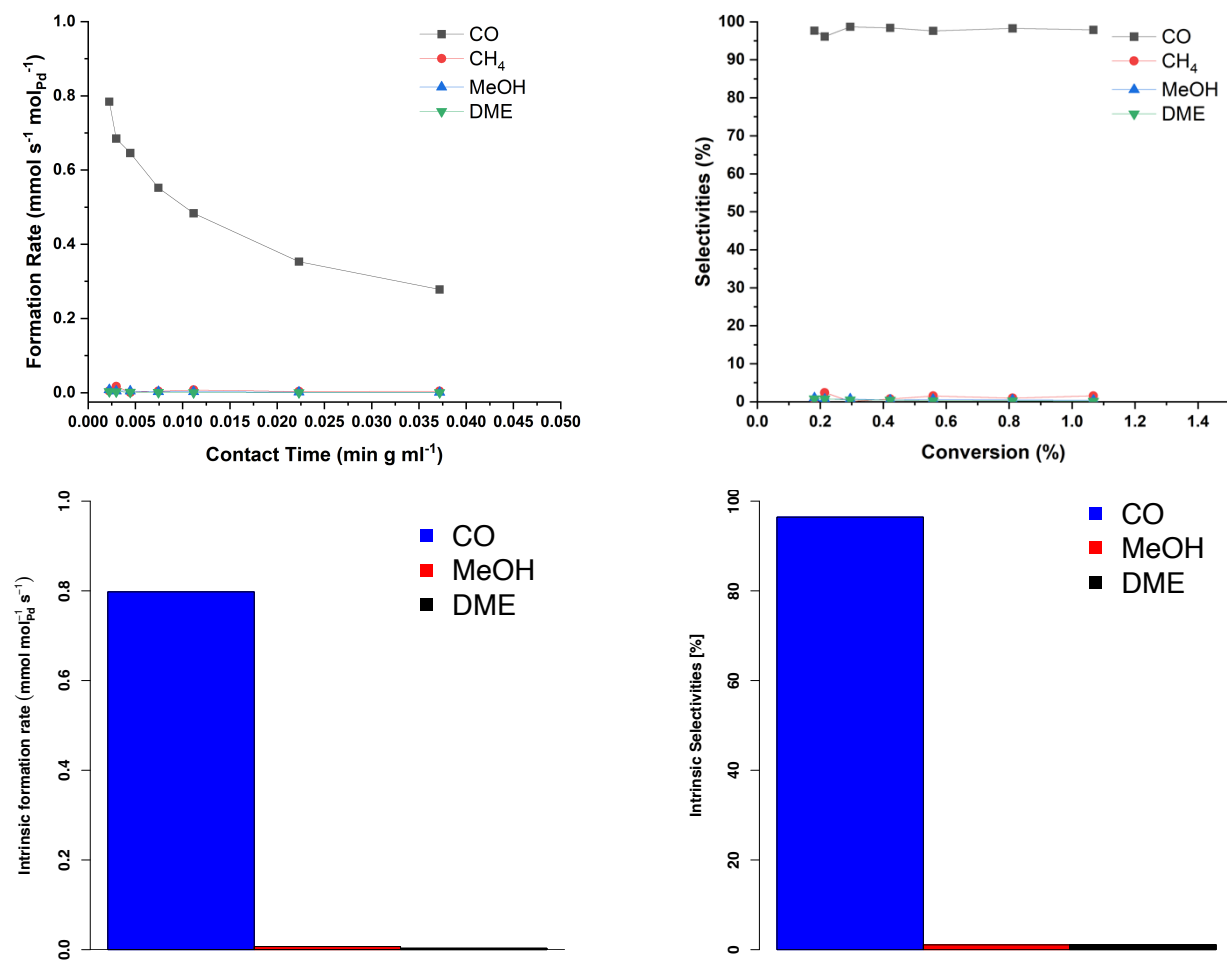 1.0
0.8
0.6
0.4
0.2
0.0
Formation Rate (mmol s⁻¹ mol_Pd⁻¹)
CO
CH₄
MeOH
DME
0.000 0.005 0.010 0.015 0.020 0.025 0.030 0.035 0.040 0.045 0.050
Contact Time (min g ml⁻¹)
100
90
80
70
60
50
40
30
20
10
0
Selectivities (%)
CO
CH₄
MeOH
DME
0.0 0.2 0.4 0.6 0.8 1.0 1.2 1.4
Conversion (%)
1.0
0.8
0.6
0.4
0.2
0.0
Intrinsic formation rate (mmol mol_Pd⁻¹ s⁻¹)
CO
MeOH
DME
100
80
60
40
20
0
Intrinsic Selectivities [%]
CO
MeOH
DME